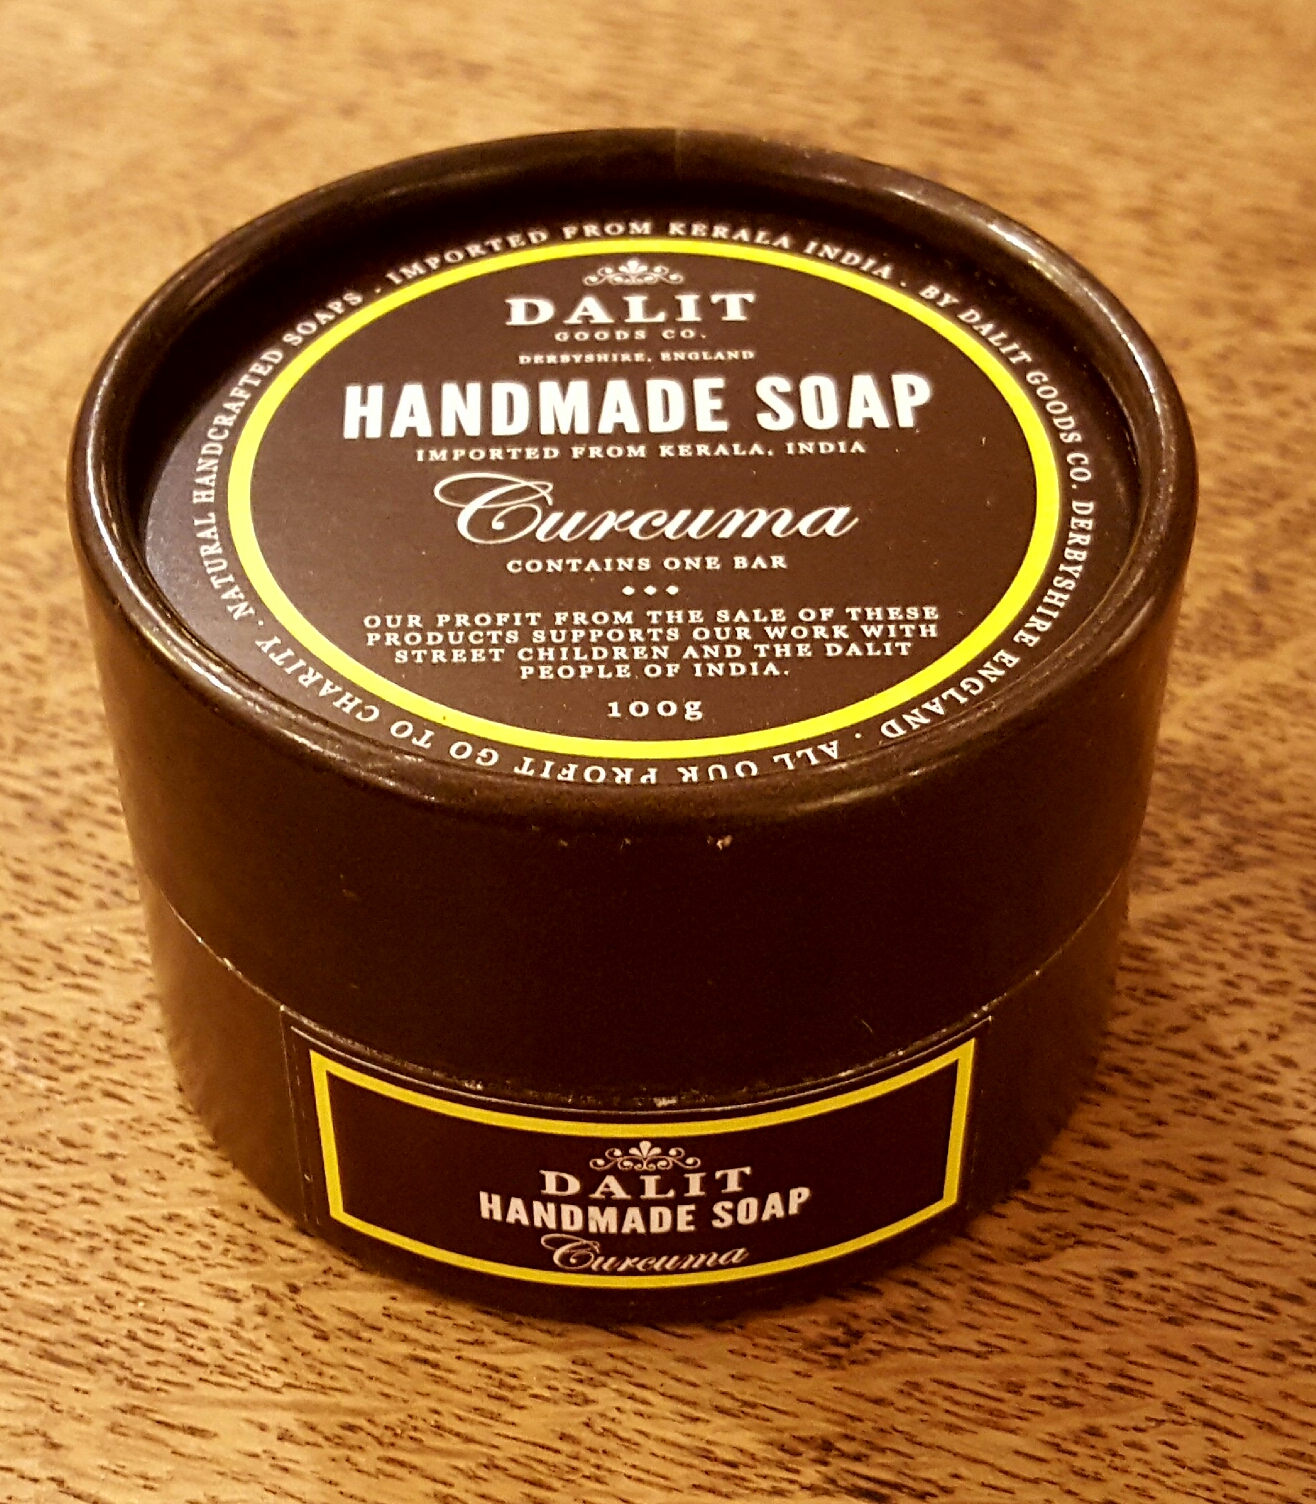 NATURAL HANDCRAFTED SOAPS . IMPORTED FROM KERALA INDIA . BY DALIT GOODS CO. DERBYSHIRE ENGLAND . ALL OUR PROFIT GO TO CHARITY .
DALIT
GOODS CO.
DERBYSHIRE, ENGLAND
HANDMADE SOAP
IMPORTED FROM KERALA, INDIA
Curcuma
CONTAINS ONE BAR
OUR PROFIT FROM THE SALE OF THESE
PRODUCTS SUPPORTS OUR WORK WITH
STREET CHILDREN AND THE DALIT
PEOPLE OF INDIA.
100g
DALIT
HANDMADE SOAP
Curcuma